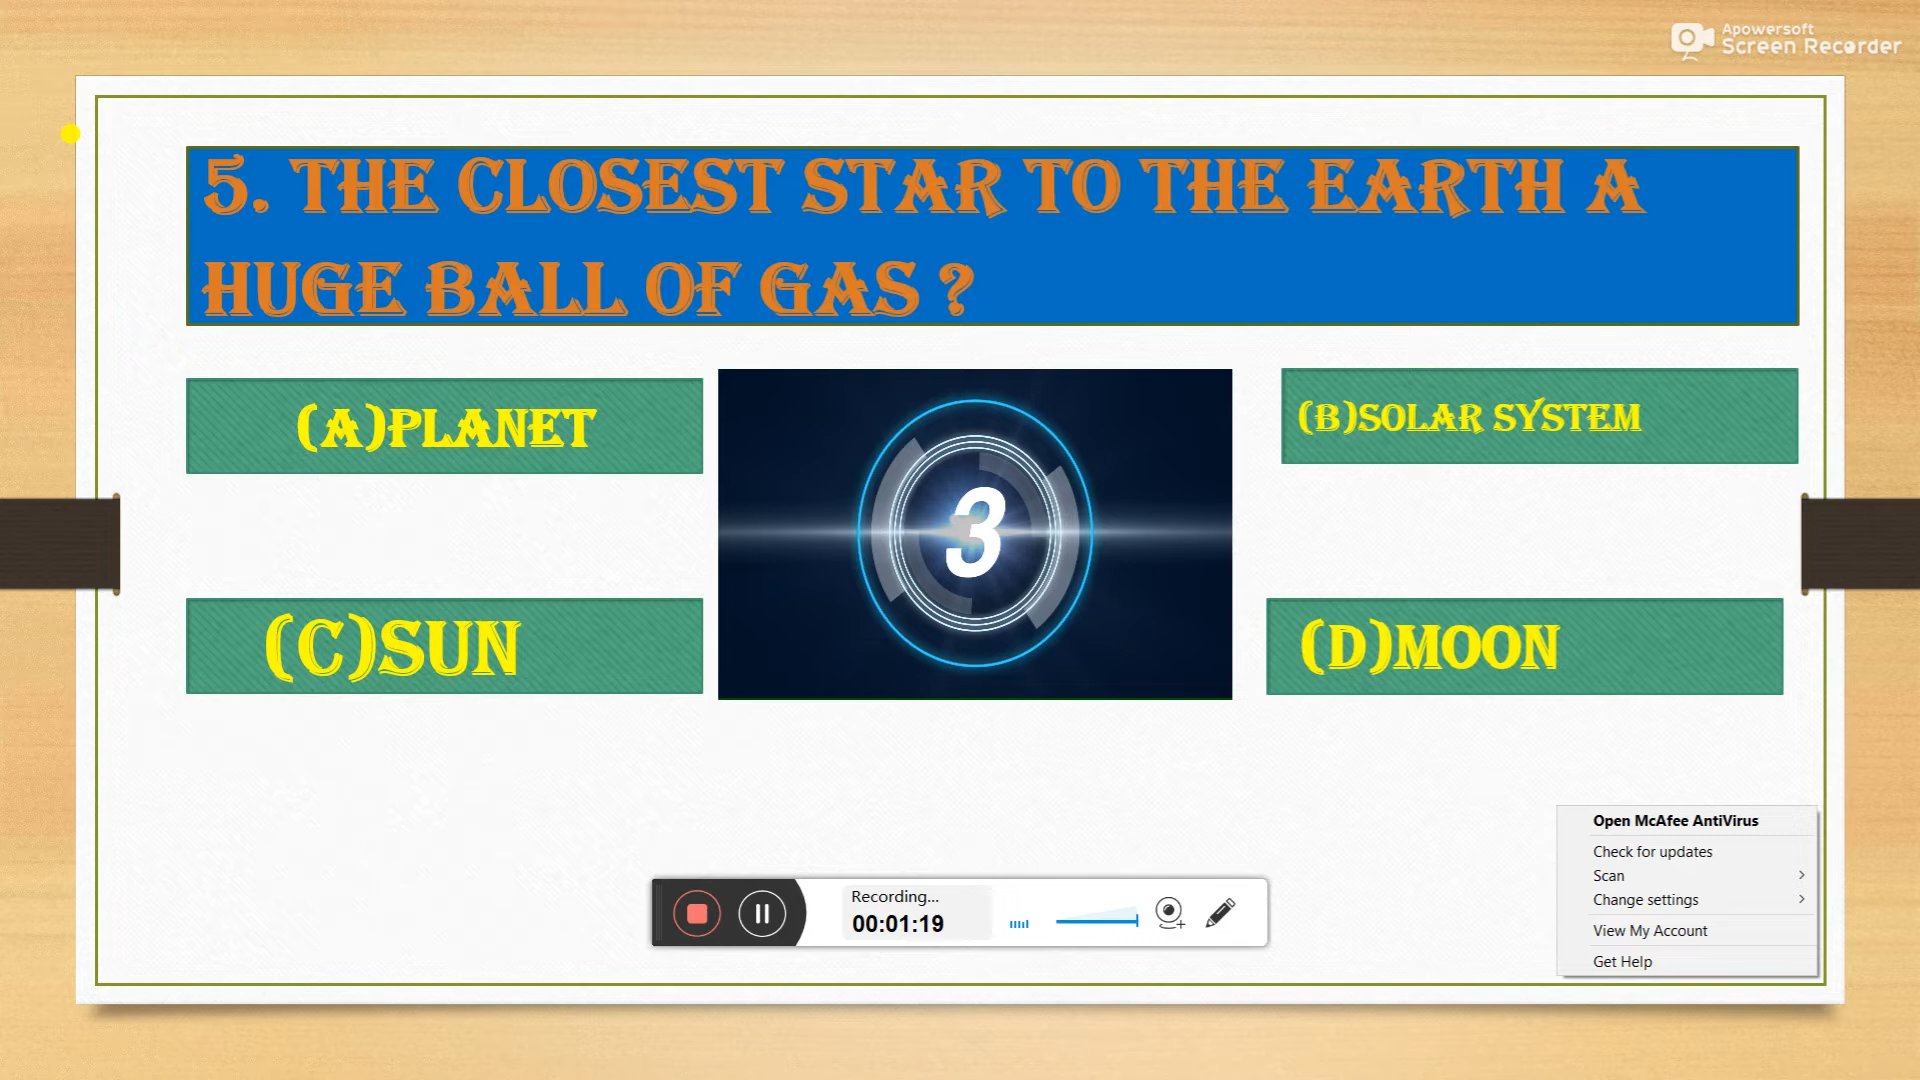 Apowersoft
Screen Recorder
5. THE CLOSEST STAR TO THE EARTH A
HUGE BALL OF GAS ?
(A)PLANET
(B)SOLAR SYSTEM
3
(C)SUN
(D)MOON
Open McAfee AntiVirus
Check for updates
Scan
Change settings
View My Account
Get Help
Recording...
00:01:19